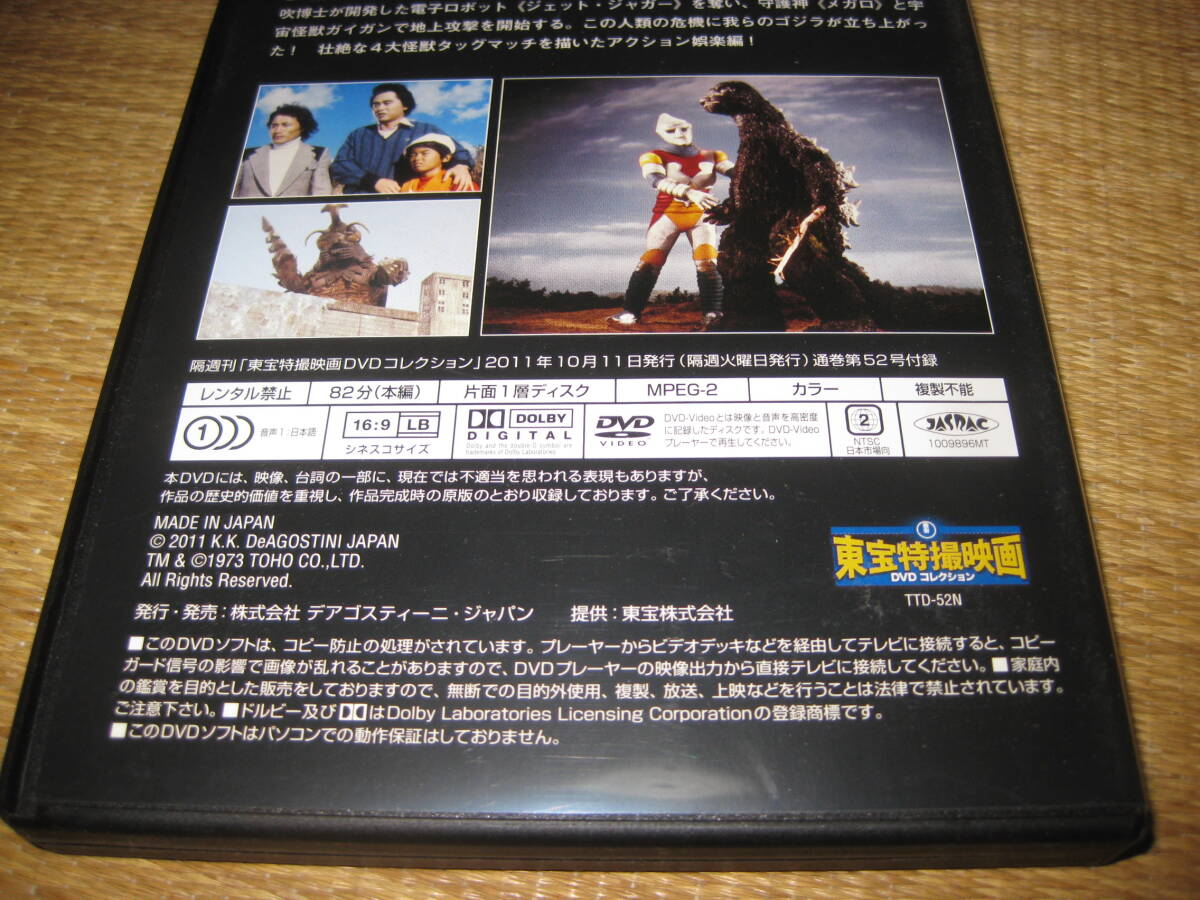 吹博士が開発した電子ロボット《ジェット・ジャガー》を奪い、守護神《メガロ》と宇
宙怪獣ガイガンで地上攻撃を開始する。この人類の危機に我らのゴジラが立ち上がっ
た! 壮絶な4大怪獣タッグマッチを描いたアクション娯楽編!
隔週刊「東宝特撮映画DVDコレクション」2011年10月11日発行(隔週火曜日発行)通巻第52号付録
レンタル禁止 82分(本編) 片面1層ディスク MPEG-2 カラー 複製不能
1 音声1:日本語
16:9 LB
シネスコサイズ
DOLBY
DIGITAL
Dolby and the double D symbol are
trademarks of Dolby Laboratories.
DVD
VIDEO
DVD-Videoとは映像と音声を高密度
に記録したディスクです。DVD-Video
プレーヤーで再生してください。
2
NTSC
日本市場向
JASRAC
1009896MT
本DVDには、映像、台詞の一部に、現在では不適当を思われる表現もありますが、
作品の歴史的価値を重視し、作品完成時の原版のとおり収録しております。ご了承ください。
MADE IN JAPAN
© 2011 K.K. DeAGOSTINI JAPAN
TM & ©1973 TOHO CO.,LTD.
All Rights Reserved.
東宝特撮映画
DVD コレクション
TTD-52N
発行・発売:株式会社 デアゴスティーニ・ジャパン 提供:東宝株式会社
■このDVDソフトは、コピー防止の処理がされています。プレーヤーからビデオデッキなどを経由してテレビに接続すると、コピー
ガード信号の影響で画像が乱れることがありますので、DVDプレーヤーの映像出力から直接テレビに接続してください。■家庭内
の鑑賞を目的とした販売をしておりますので、無断での目的外使用、複製、放送、上映などを行うことは法律で禁止されています。
ご注意下さい。■ドルビー及びDDはDolby Laboratories Licensing Corporationの登録商標です。
■このDVDソフトはパソコンでの動作保証はしておりません。